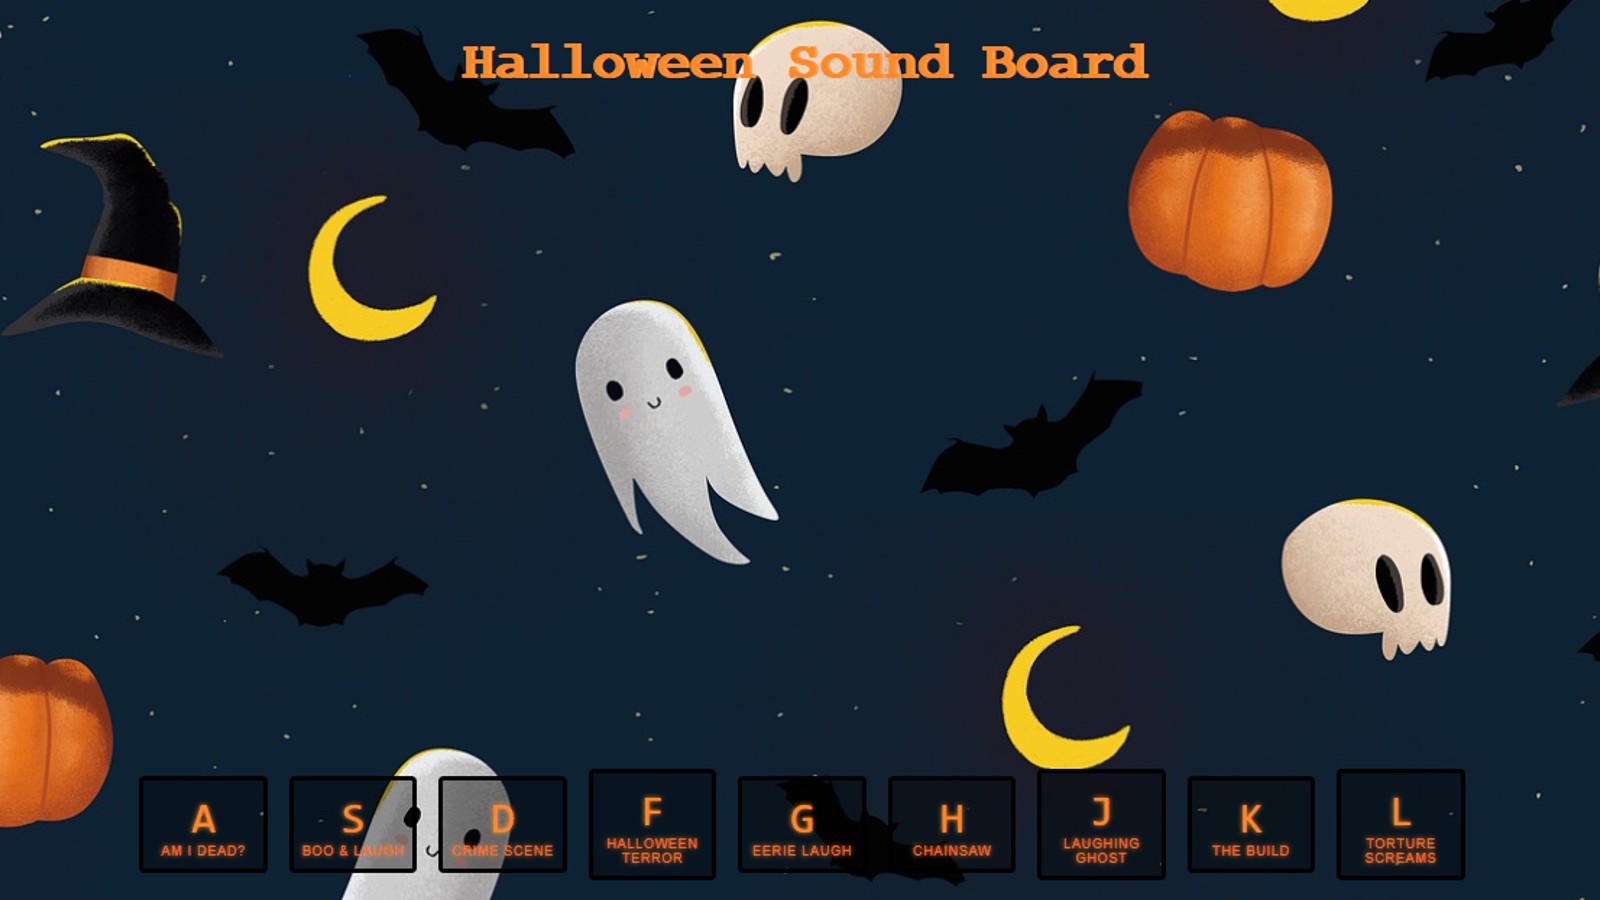 Halloween Sound Board
A
AM I DEAD?
S
BOO & LAUGH
D
CRIME SCENE
F
HALLOWEEN
TERROR
G
EERIE LAUGH
H
CHAINSAW
J
LAUGHING
GHOST
K
THE BUILD
L
TORTURE
SCREAMS